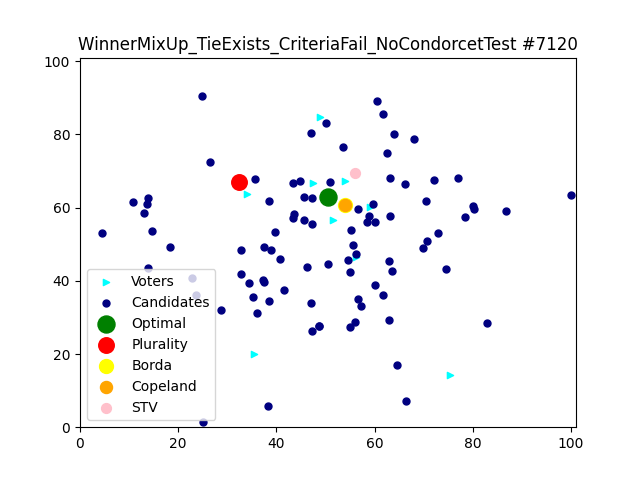 WinnerMixUp_TieExists_CriteriaFail_NoCondorcetTest #7120
100
80
60
40
20
0
Voters
Candidates
Optimal
Plurality
Borda
Copeland
STV
0 20 40 60 80 100